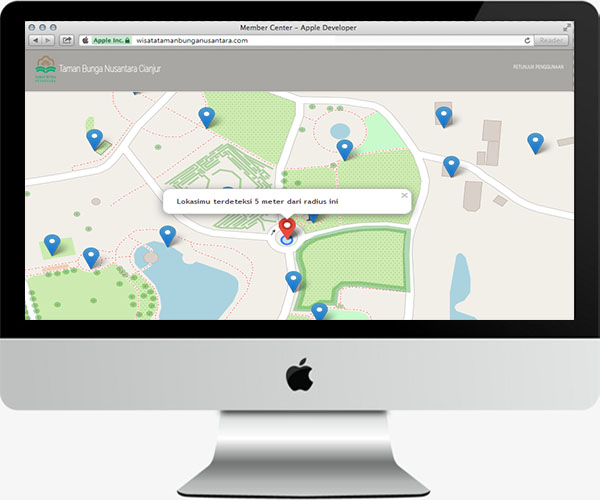 Member Center – Apple Developer
Apple Inc.
wisatatamanbunganusantara.com
Reader
Taman Bunga Nusantara Cianjur
PETUNJUK PENGGUNAAN
Lokasimu terdeteksi 5 meter dari radius ini